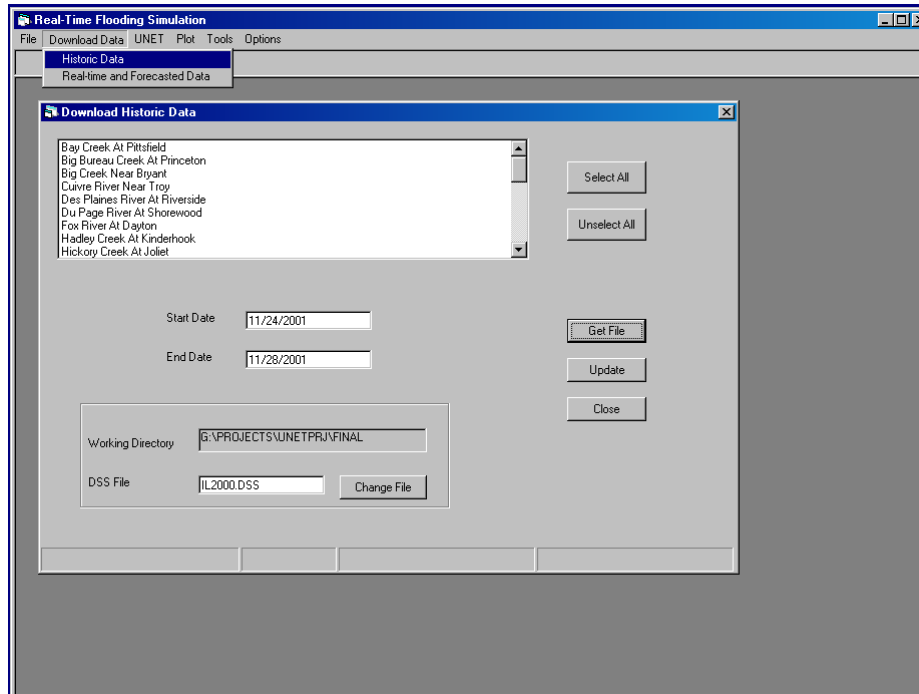 Real-Time Flooding Simulation
File Download Data UNET Plot Tools Options
Historic Data
Real-time and Forecasted Data
Download Historic Data
Bay Creek At Pittsfield
Big Bureau Creek At Princeton
Big Creek Near Bryant
Cuivre River Near Troy
Des Plaines River At Riverside
Du Page River At Shorewood
Fox River At Dayton
Hadley Creek At Kinderhook
Hickory Creek At Joliet
Select All
Unselect All
Start Date 11/24/2001
End Date 11/28/2001
Get File
Update
Close
Working Directory G:\PROJECTS\UNETPRJ\FINAL
DSS File IL2000.DSS Change File